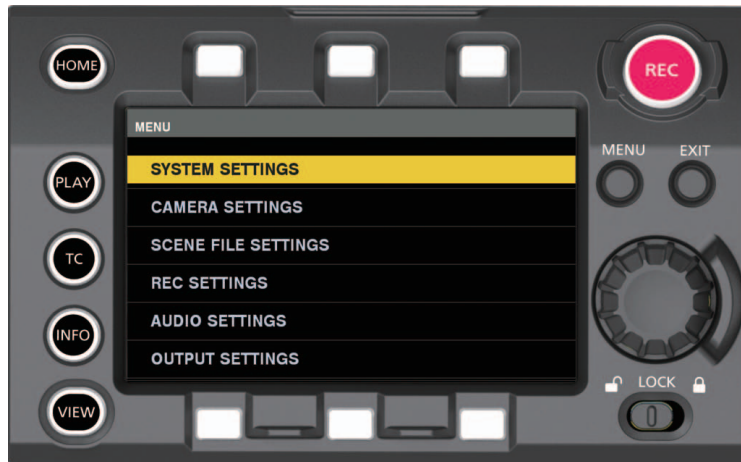 HOME
REC
MENU
MENU EXIT
SYSTEM SETTINGS
PLAY
CAMERA SETTINGS
SCENE FILE SETTINGS
TC
REC SETTINGS
AUDIO SETTINGS
INFO
OUTPUT SETTINGS
LOCK
VIEW